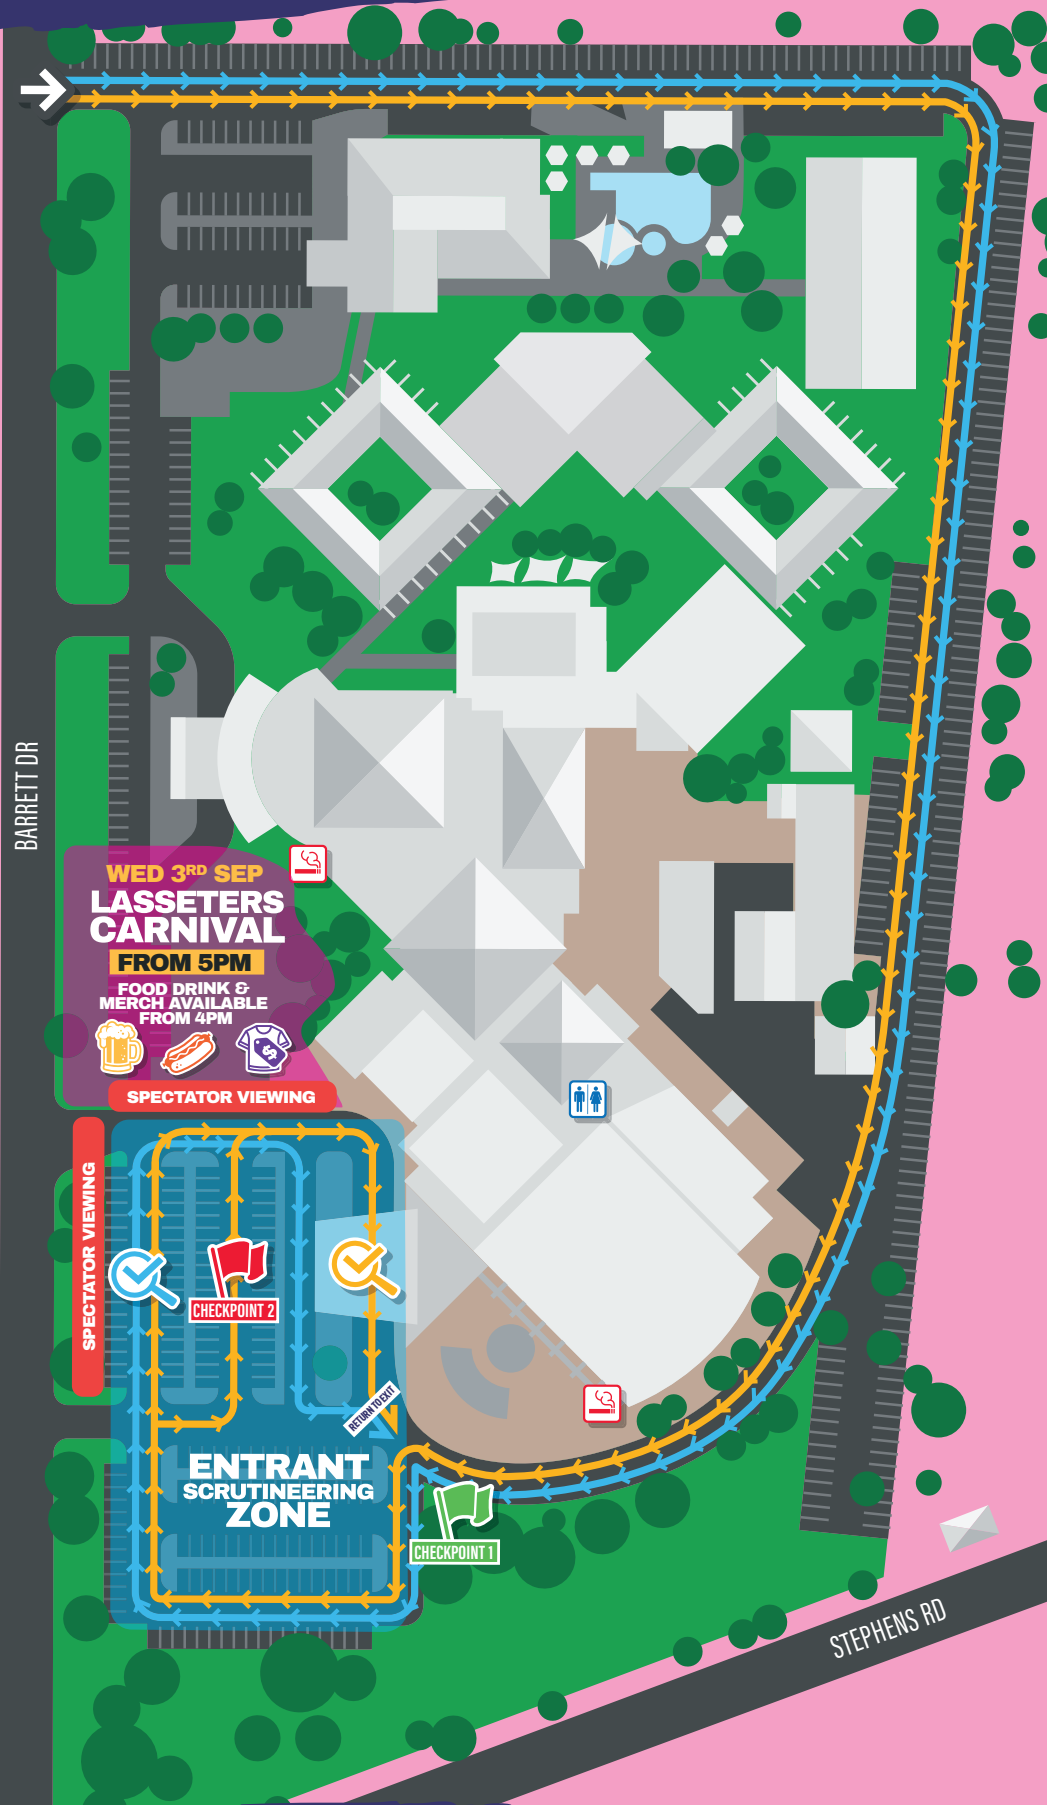 BARRETT DR
WED 3RD SEP
LASSETERS
CARNIVAL
FROM 5PM
FOOD DRINK &
MERCH AVAILABLE
FROM 4PM
$
SPECTATOR VIEWING
SPECTATOR VIEWING
CHECKPOINT 2
RETURN TO EXIT
ENTRANT
SCRUTINEERING
ZONE
CHECKPOINT 1
STEPHENS RD